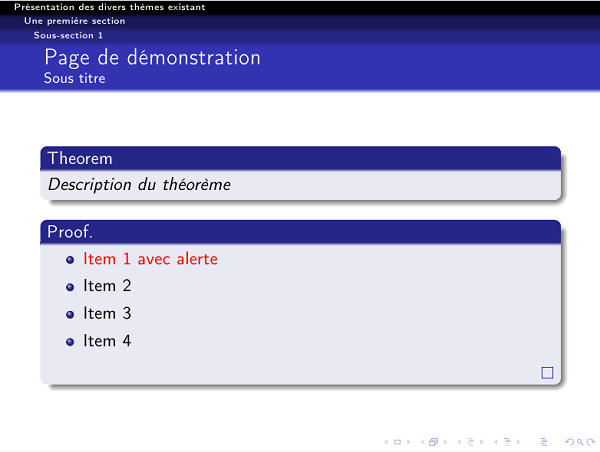 Présentation des divers thèmes existant
Une première section
Sous-section 1
Page de démonstration
Sous titre
Theorem
Description du théorème
Proof.
Item 1 avec alerte
Item 2
Item 3
Item 4